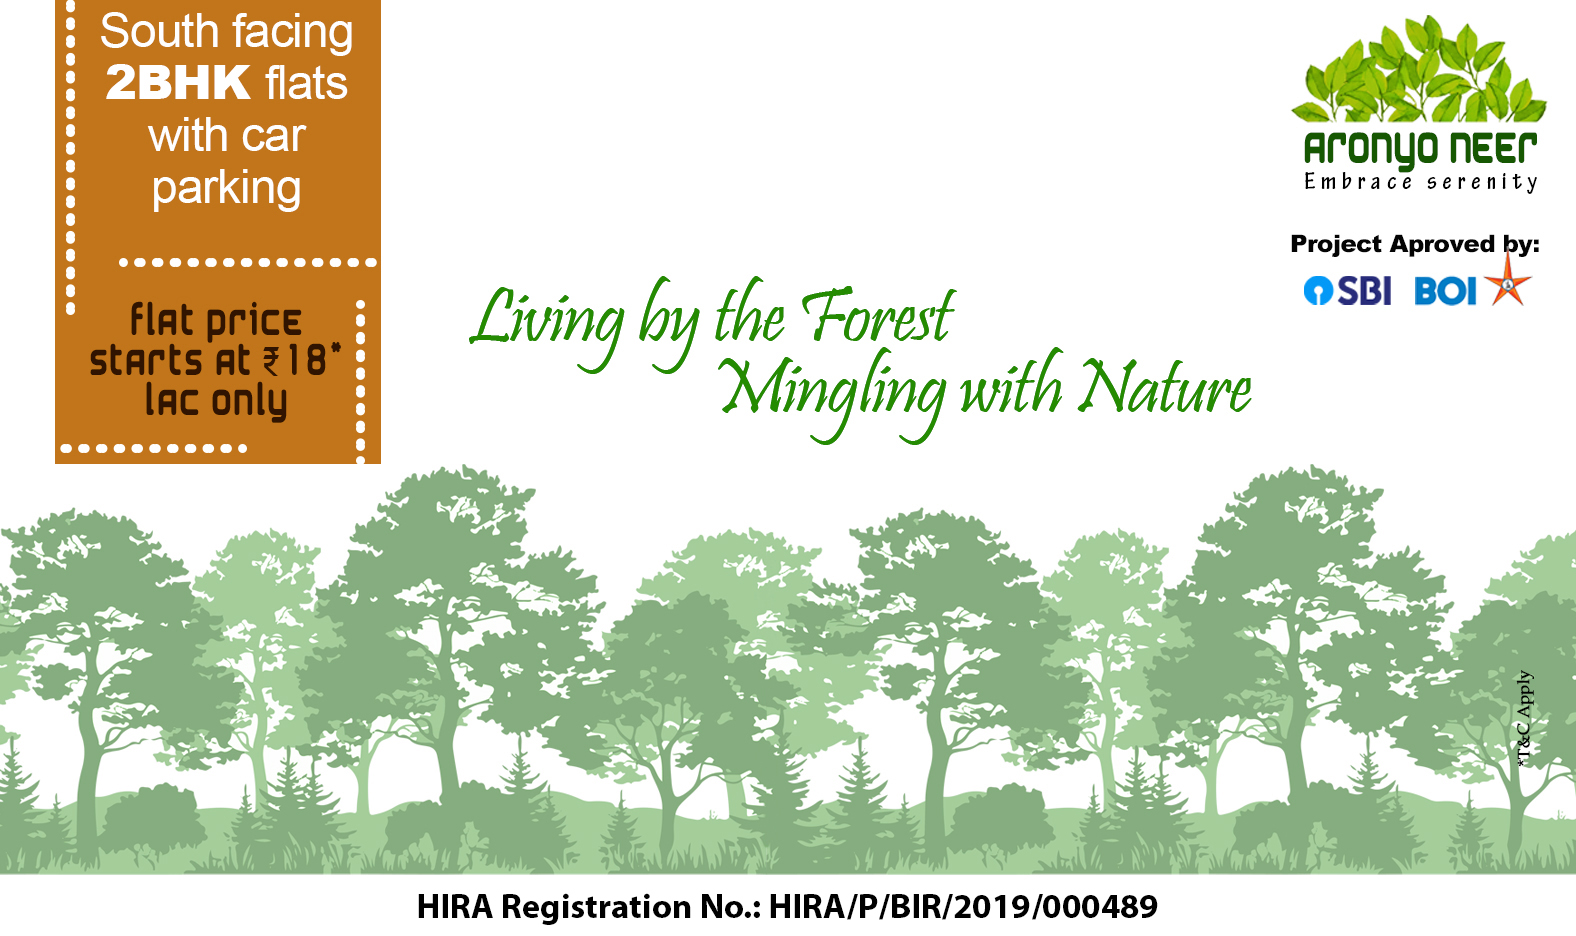 South facing
2BHK flats
with car
parking
flat price
starts at ₹18*
lac only
Living by the Forest
Mingling with Nature
Aronyo Neer
Embrace serenity
Project Aproved by:
SBI BOI
*T&C Apply
HIRA Registration No.: HIRA/P/BIR/2019/000489